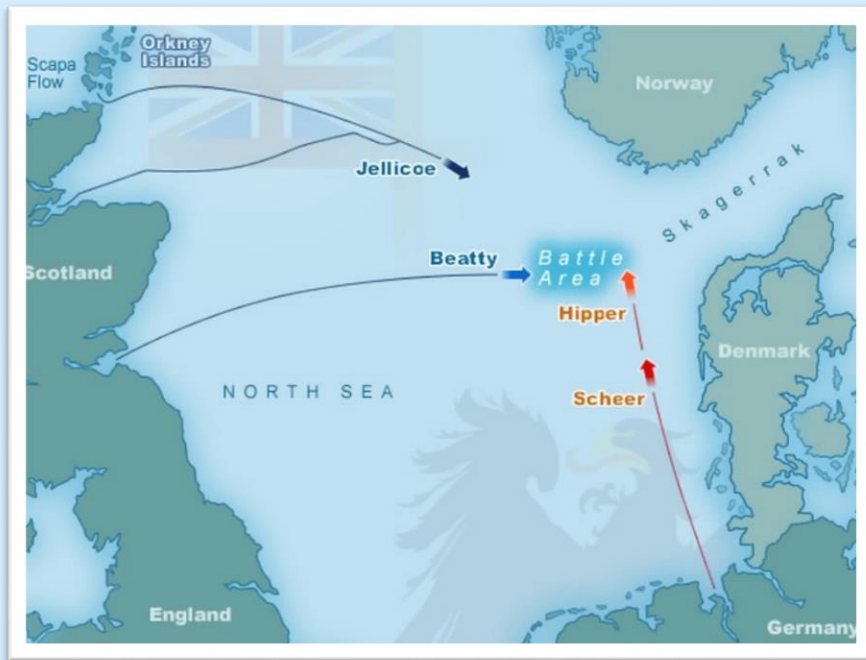 Orkney
Islands
Scapa
Flow
Norway
Jellicoe
Skagerrak
Beatty
Battle
Area
Scotland
Hipper
Denmark
NORTH SEA
Scheer
England
Germany